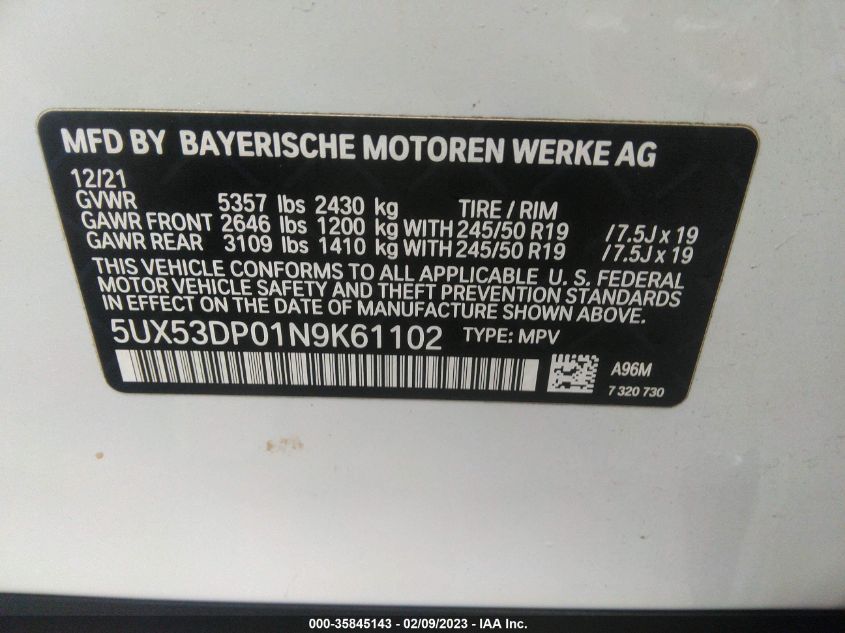 MFD BY BAYERISCHE MOTOREN WERKE AG
12/21
GVWR 5357 lbs 2430 kg TIRE / RIM
GAWR FRONT 2646 lbs 1200 kg WITH 245/50 R19 / 7.5J x 19
GAWR REAR 3109 lbs 1410 kg WITH 245/50 R19 / 7.5J x 19
THIS VEHICLE CONFORMS TO ALL APPLICABLE U. S. FEDERAL
MOTOR VEHICLE SAFETY AND THEFT PREVENTION STANDARDS
IN EFFECT ON THE DATE OF MANUFACTURE SHOWN ABOVE.
5UX53DP01N9K61102 TYPE: MPV
A96M
7 320 730
000-35845143 - 02/09/2023 - IAA Inc.